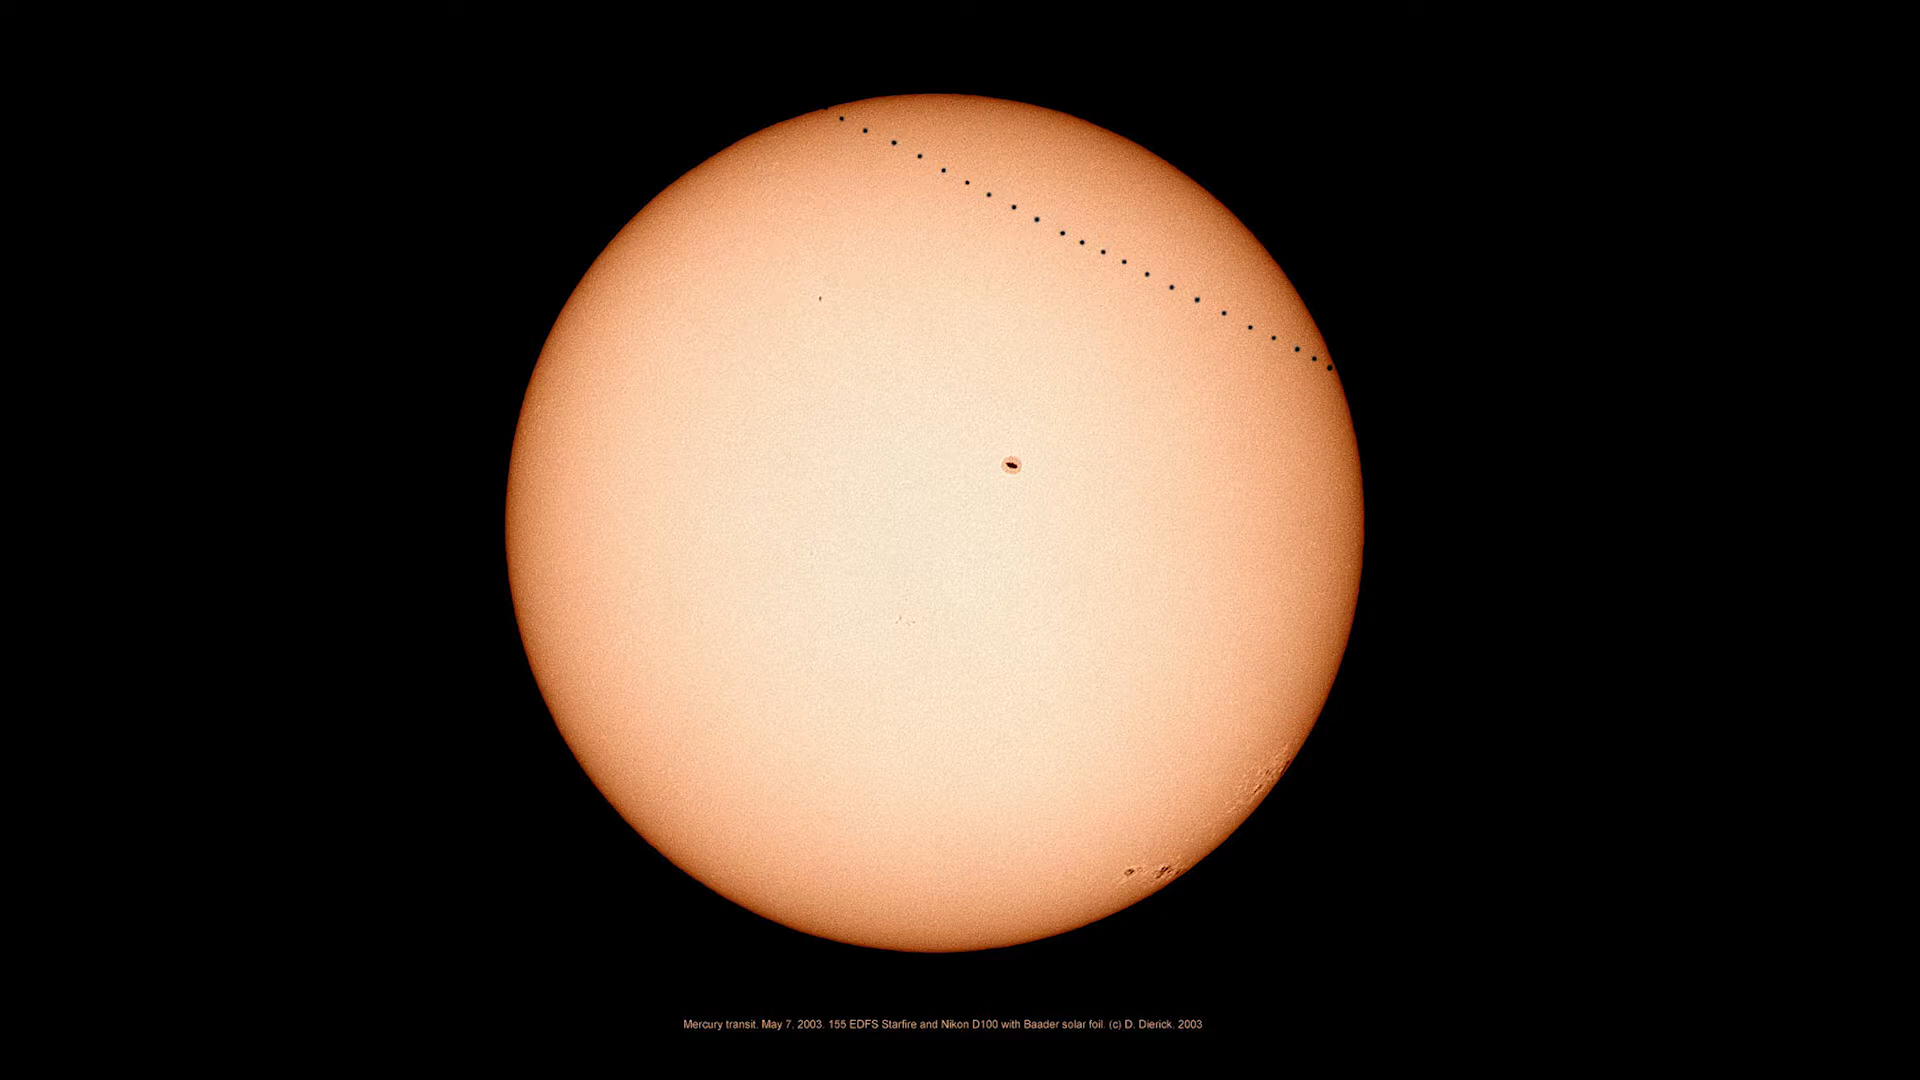 Mercury transit. May 7. 2003. 155 EDFS Starfire and Nikon D100 with Baader solar foil. (c) D. Dierick. 2003